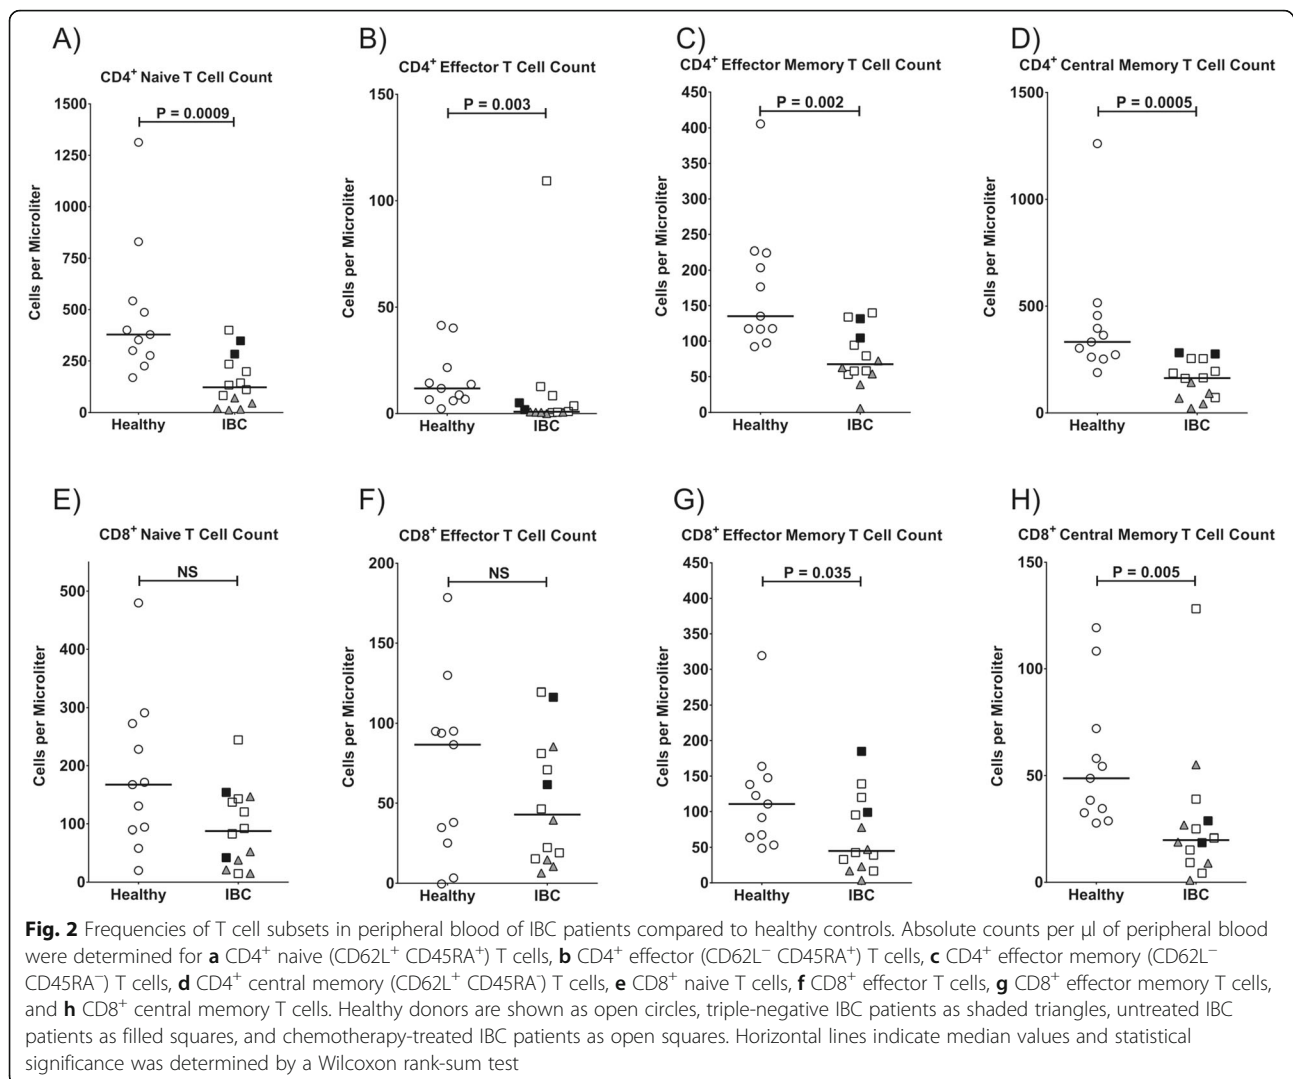 A)
CD4+ Naive T Cell Count
P = 0.0009
Cells per Microliter
1500
1250
1000
750
500
250
0
Healthy
IBC
B)
CD4+ Effector T Cell Count
P = 0.003
Cells per Microliter
150
100
50
0
Healthy
IBC
C)
CD4+ Effector Memory T Cell Count
P = 0.002
Cells per Microliter
450
400
350
300
250
200
150
100
50
0
Healthy
IBC
D)
CD4+ Central Memory T Cell Count
P = 0.0005
Cells per Microliter
1500
1000
500
0
Healthy
IBC
E)
CD8+ Naive T Cell Count
NS
Cells per Microliter
500
400
300
200
100
0
Healthy
IBC
F)
CD8+ Effector T Cell Count
NS
Cells per Microliter
200
150
100
50
0
Healthy
IBC
G)
CD8+ Effector Memory T Cell Count
P = 0.035
Cells per Microliter
450
400
350
300
250
200
150
100
50
0
Healthy
IBC
H)
CD8+ Central Memory T Cell Count
P = 0.005
Cells per Microliter
150
100
50
0
Healthy
IBC
Fig. 2 Frequencies of T cell subsets in peripheral blood of IBC patients compared to healthy controls. Absolute counts per μl of peripheral blood
were determined for a CD4+ naive (CD62L+ CD45RA+) T cells, b CD4+ effector (CD62L− CD45RA+) T cells, c CD4+ effector memory (CD62L−
CD45RA−) T cells, d CD4+ central memory (CD62L+ CD45RA-) T cells, e CD8+ naive T cells, f CD8+ effector T cells, g CD8+ effector memory T cells,
and h CD8+ central memory T cells. Healthy donors are shown as open circles, triple-negative IBC patients as shaded triangles, untreated IBC
patients as filled squares, and chemotherapy-treated IBC patients as open squares. Horizontal lines indicate median values and statistical
significance was determined by a Wilcoxon rank-sum test